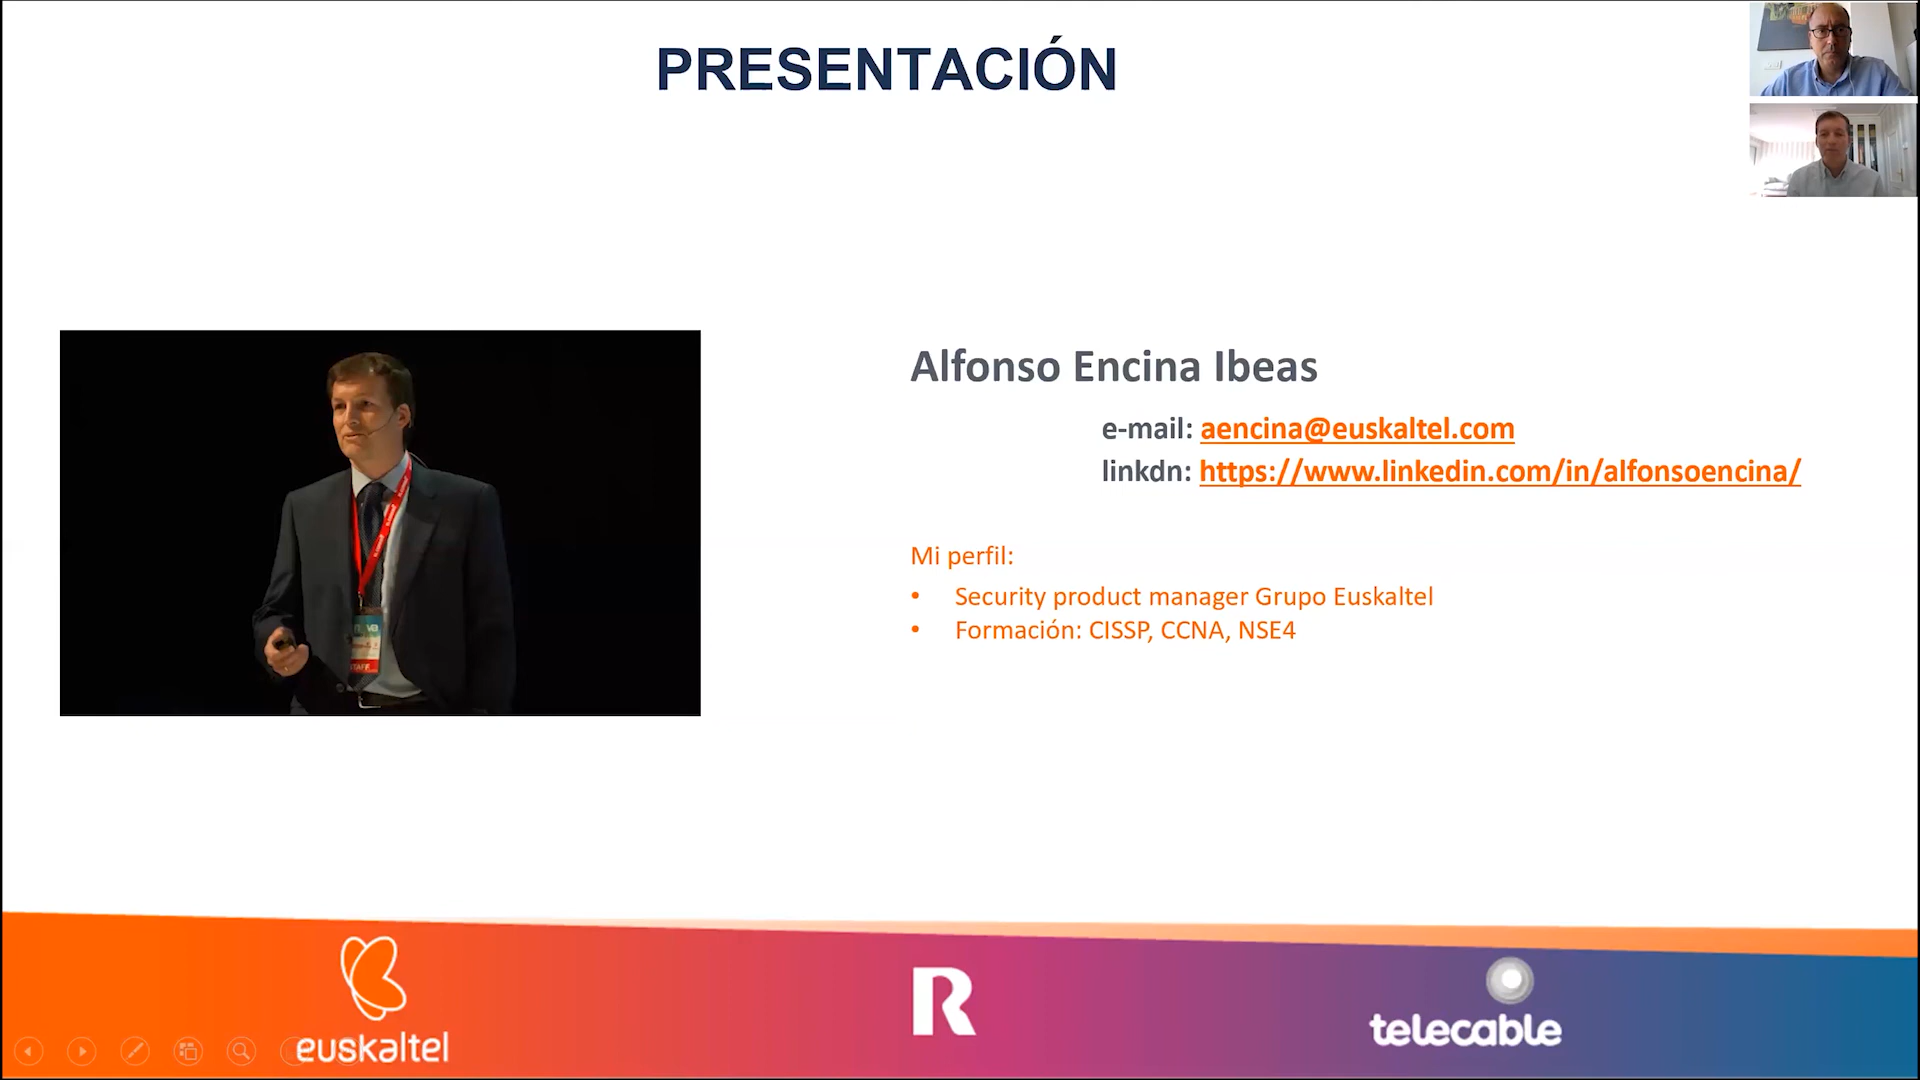 PRESENTACIÓN
Alfonso Encina Ibeas
e-mail: aencina@euskaltel.com
linkdn: https://www.linkedin.com/in/alfonsoencina/
Mi perfil:
• Security product manager Grupo Euskaltel
• Formación: CISSP, CCNA, NSE4
STAFF
euskaltel
R
telecable